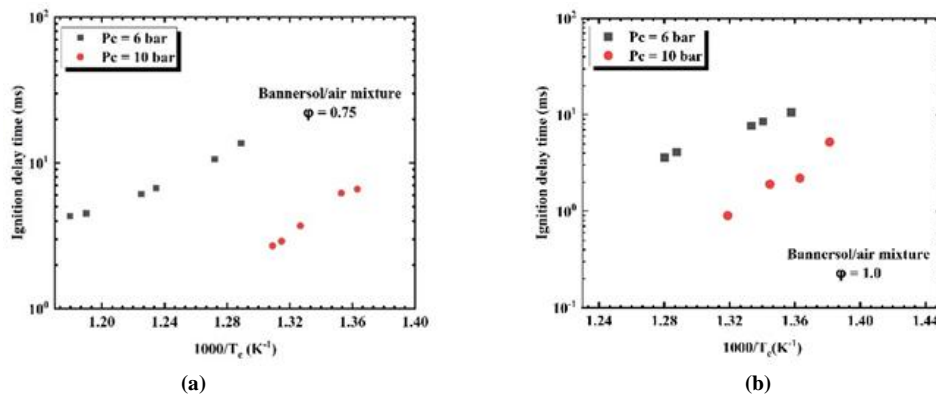 10²
Pc = 6 bar
Pc = 10 bar
Bannersol/air mixture
φ = 0.75
Ignition delay time (ms)
10¹
10⁰
1.20 1.24 1.28 1.32 1.36 1.40
1000/Tc (K⁻¹)
(a)
10²
Pc = 6 bar
Pc = 10 bar
Ignition delay time (ms)
10¹
10⁰
Bannersol/air mixture
φ = 1.0
10⁻¹
1.24 1.28 1.32 1.36 1.40 1.44
1000/Tc(K⁻¹)
(b)